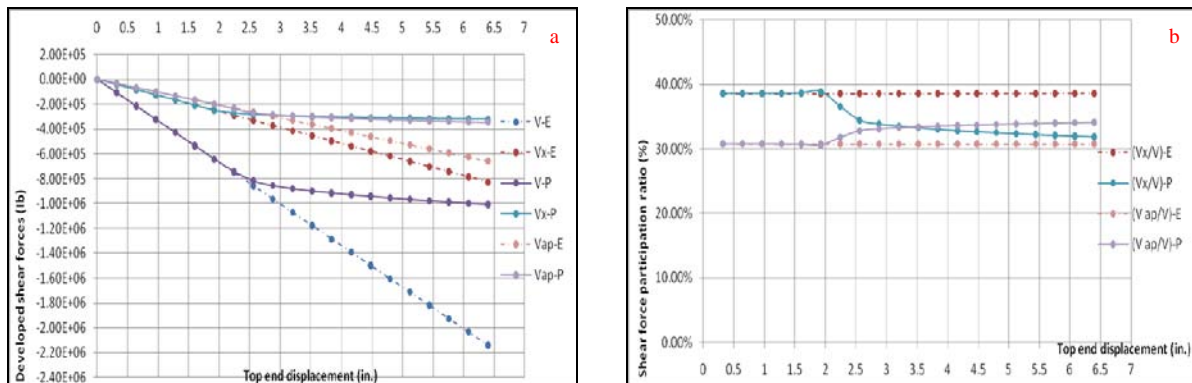 0 0.5 1 1.5 2 2.5 3 3.5 4 4.5 5 5.5 6 6.5 7
a
2.00E+05
0.00E+00
-2.00E+05
-4.00E+05
-6.00E+05
-8.00E+05
-1.00E+06
-1.20E+06
-1.40E+06
-1.60E+06
-1.80E+06
-2.00E+06
-2.20E+06
-2.40E+06
Developed shear forces (lb)
Top end displacement (in.)
V-E
Vx-E
V-P
Vx-P
Vap-E
Vap-P
b
50.00%
40.00%
30.00%
20.00%
10.00%
0.00%
Shear force participation ratio (%)
(Vx/V)-E
(Vx/V)-P
(V ap/V)-E
(V ap/V)-P
Top end displacement (in.)
0 0.5 1 1.5 2 2.5 3 3.5 4 4.5 5 5.5 6 6.5 7